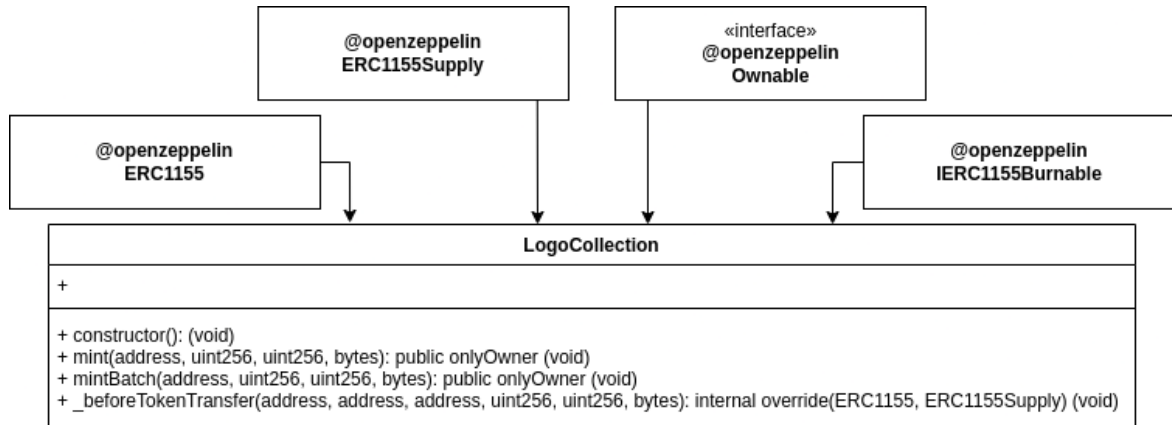 @openzeppelin
ERC1155Supply
«interface»
@openzeppelin
Ownable
@openzeppelin
ERC1155
@openzeppelin
IERC1155Burnable
LogoCollection
+
+ constructor(): (void)
+ mint(address, uint256, uint256, bytes): public onlyOwner (void)
+ mintBatch(address, uint256, uint256, bytes): public onlyOwner (void)
+ _beforeTokenTransfer(address, address, address, uint256, uint256, bytes): internal override(ERC1155, ERC1155Supply) (void)